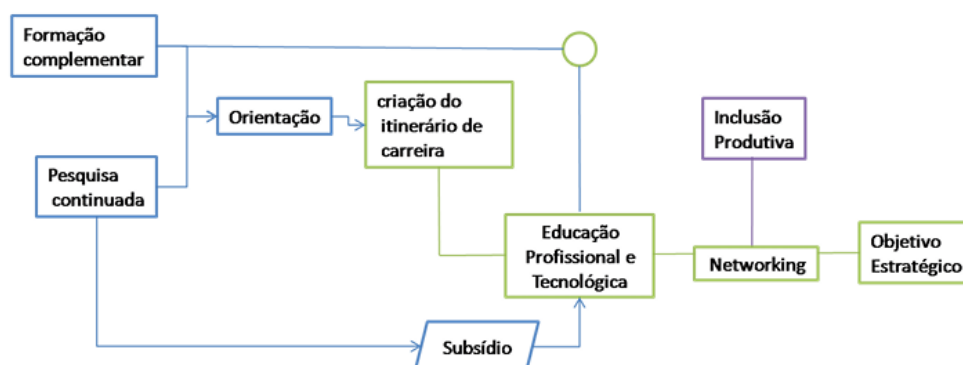 Formação
complementar
Orientação
criação do
itinerário de
carreira
Inclusão
Produtiva
Pesquisa
continuada
Educação
Profissional e
Tecnológica
Networking
Objetivo
Estratégico
Subsídio